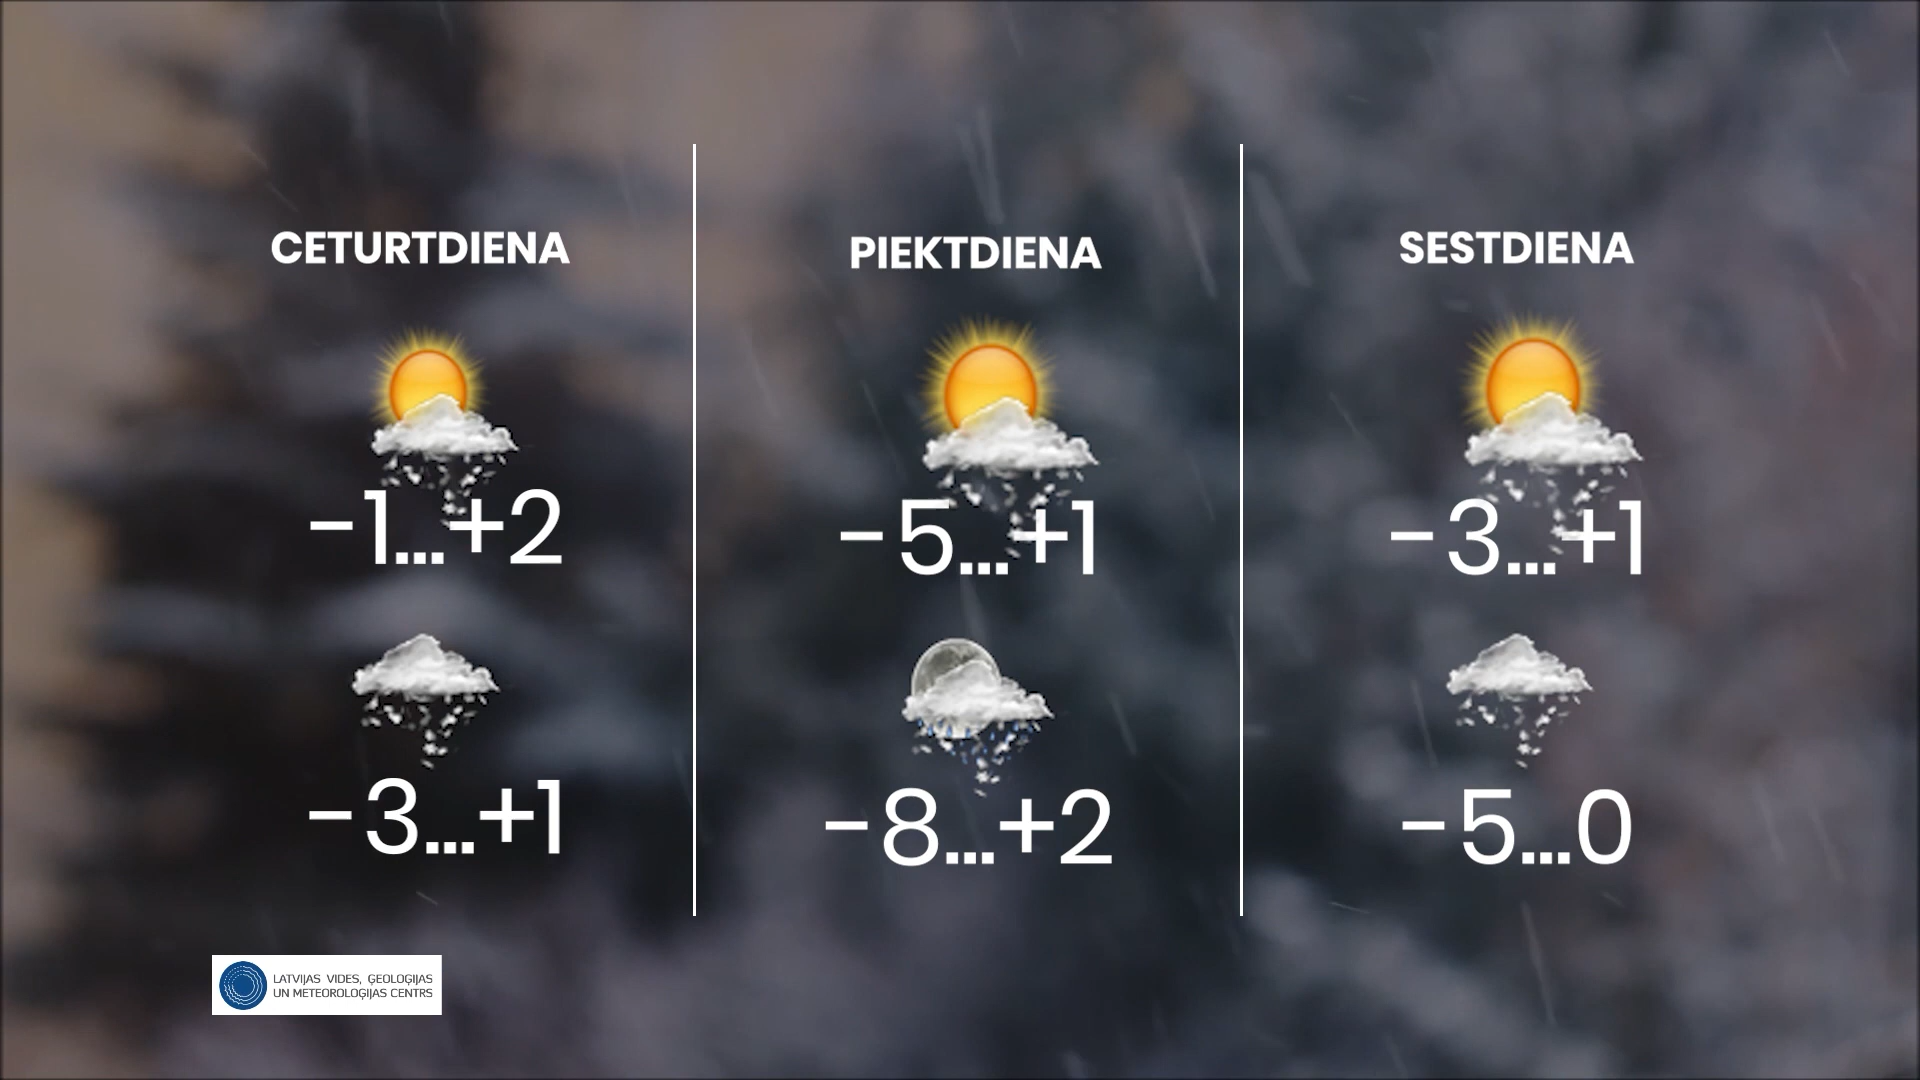 CETURTDIENA
-1...+2
-3...+1
PIEKTDIENA
-5...+1
-8...+2
SESTDIENA
-3...+1
-5...0
LATVIJAS VIDES, ĢEOLOĢIJAS
UN METEOROLOĢIJAS CENTRS